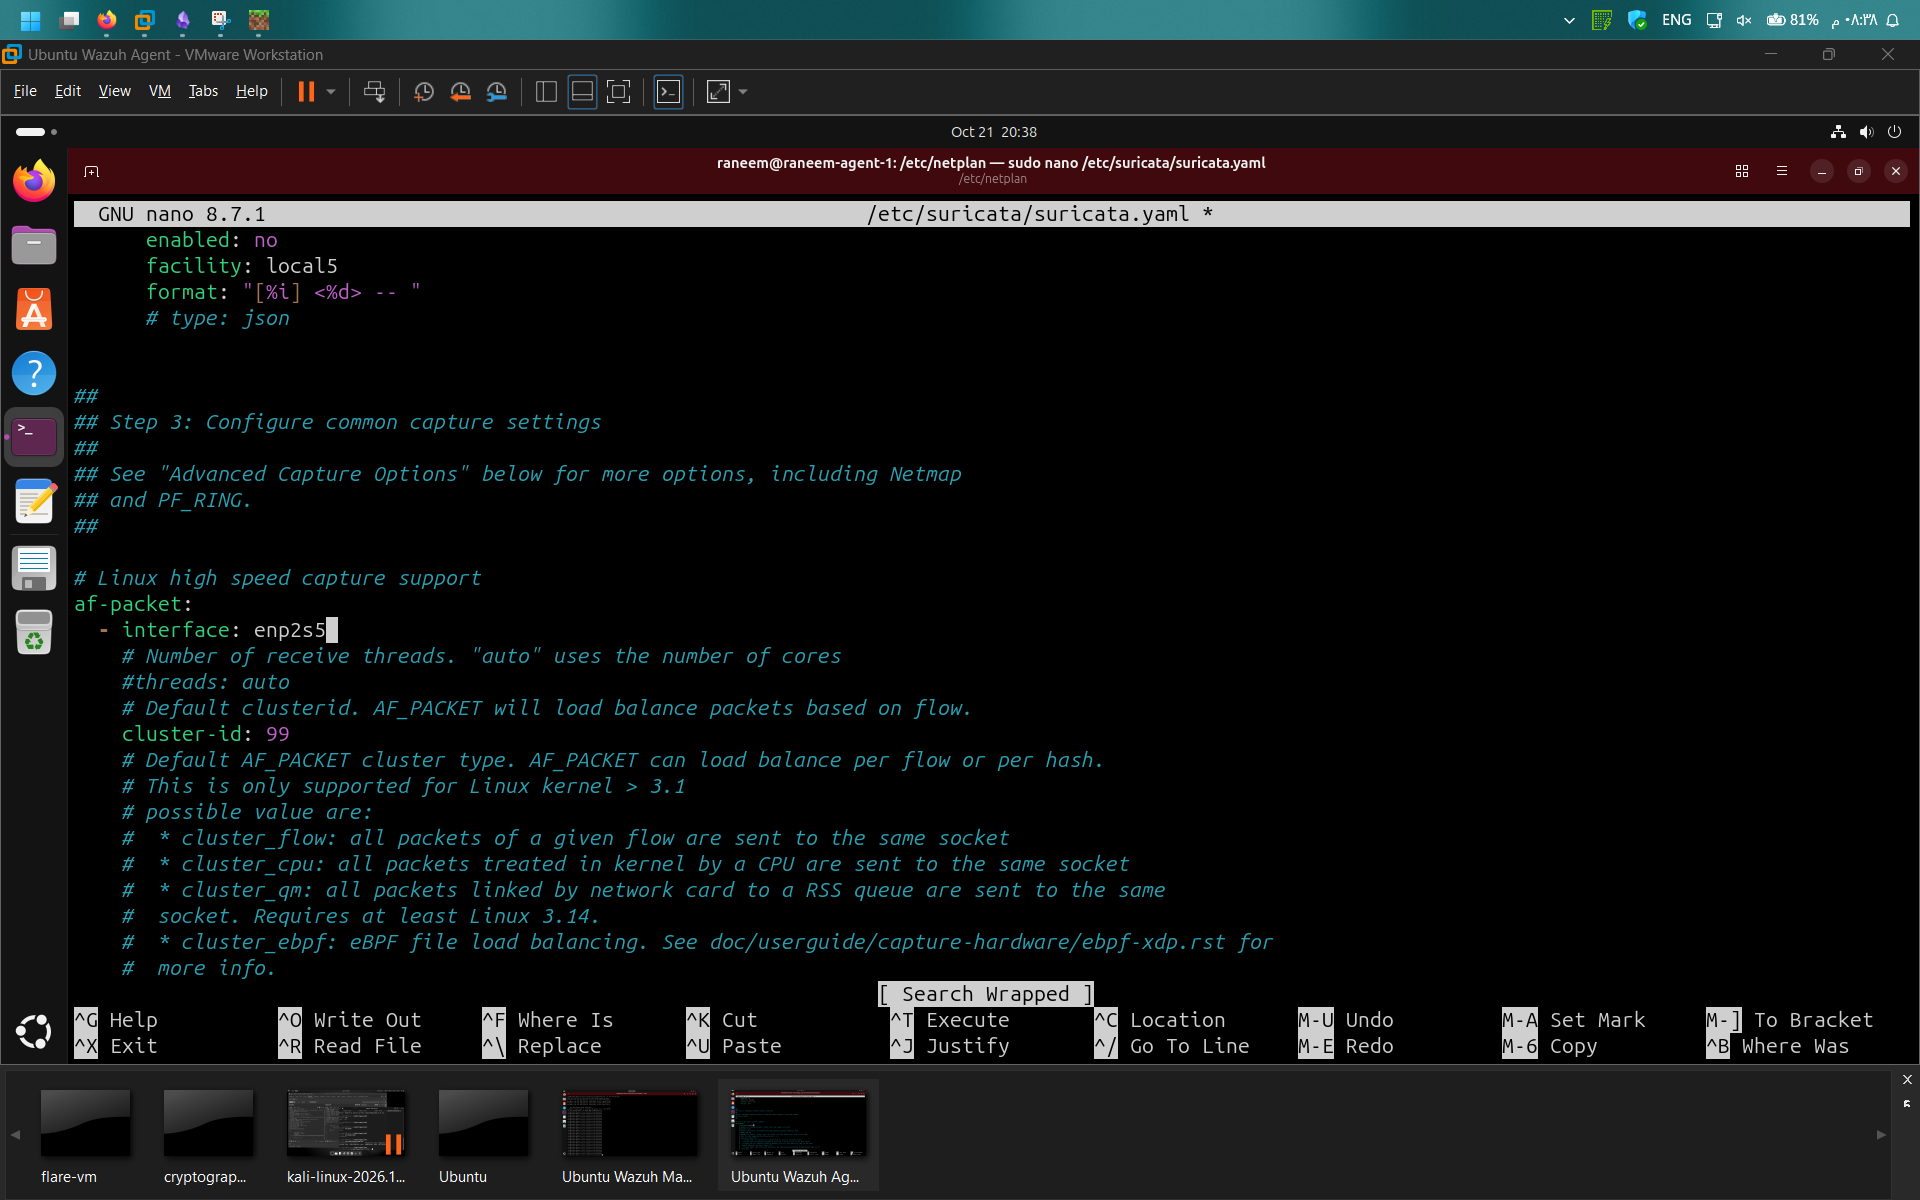 ENG
81%
٠٨:٣٨ م
Ubuntu Wazuh Agent - VMware Workstation
File Edit View VM Tabs Help
Oct 21 20:38
raneem@raneem-agent-1: /etc/netplan — sudo nano /etc/suricata/suricata.yaml
/etc/netplan
GNU nano 8.7.1 /etc/suricata/suricata.yaml *
enabled: no
facility: local5
format: "[%i] <%d> -- "
# type: json
##
## Step 3: Configure common capture settings
##
## See "Advanced Capture Options" below for more options, including Netmap
## and PF_RING.
##
# Linux high speed capture support
af-packet:
- interface: enp2s5
# Number of receive threads. "auto" uses the number of cores
#threads: auto
# Default clusterid. AF_PACKET will load balance packets based on flow.
cluster-id: 99
# Default AF_PACKET cluster type. AF_PACKET can load balance per flow or per hash.
# This is only supported for Linux kernel > 3.1
# possible value are:
# * cluster_flow: all packets of a given flow are sent to the same socket
# * cluster_cpu: all packets treated in kernel by a CPU are sent to the same socket
# * cluster_qm: all packets linked by network card to a RSS queue are sent to the same
# socket. Requires at least Linux 3.14.
# * cluster_ebpf: eBPF file load balancing. See doc/userguide/capture-hardware/ebpf-xdp.rst for
# more info.
[ Search Wrapped ]
^G Help ^O Write Out ^F Where Is ^K Cut ^T Execute ^C Location M-U Undo M-A Set Mark M-] To Bracket
^X Exit ^R Read File ^\ Replace ^U Paste ^J Justify ^/ Go To Line M-E Redo M-6 Copy ^B Where Was
flare-vm cryptograp... kali-linux-2026.1... Ubuntu Ubuntu Wazuh Ma... Ubuntu Wazuh Ag...